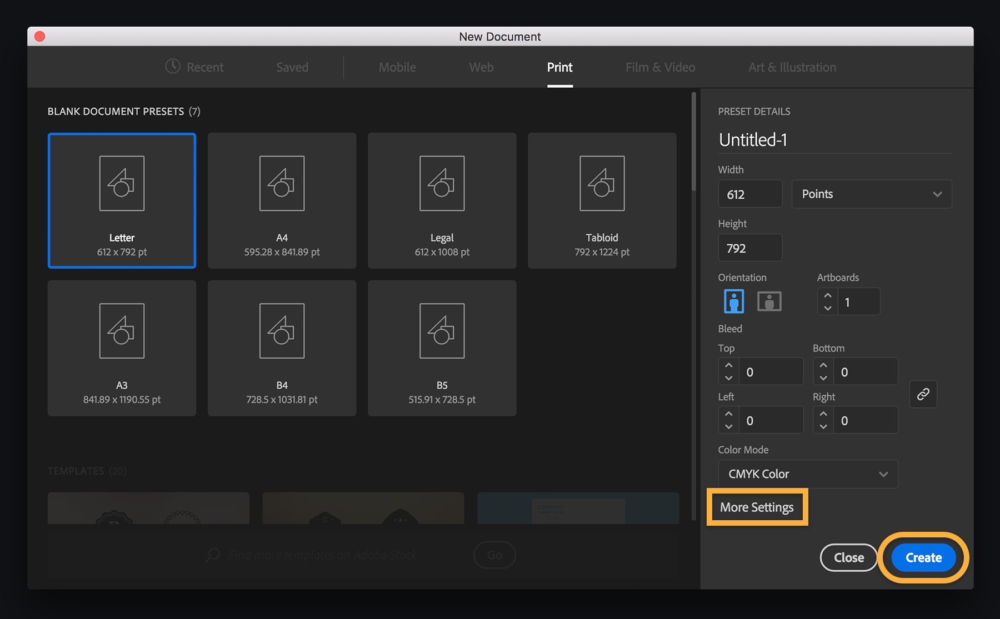 New Document
Recent
Saved
Mobile
Web
Print
Film & Video
Art & Illustration
BLANK DOCUMENT PRESETS (7)
Letter
612 x 792 pt
A4
595.28 x 841.89 pt
Legal
612 x 1008 pt
Tabloid
792 x 1224 pt
A3
841.89 x 1190.55 pt
B4
728.5 x 1031.81 pt
B5
515.91 x 728.5 pt
TEMPLATES (20)
COMPANY
Find more templates on Adobe Stock
Go
PRESET DETAILS
Untitled-1
Width
612
Points
Height
792
Orientation
Artboards
1
Bleed
Top
Bottom
0
0
Left
Right
0
0
Color Mode
CMYK Color
More Settings
Close
Create